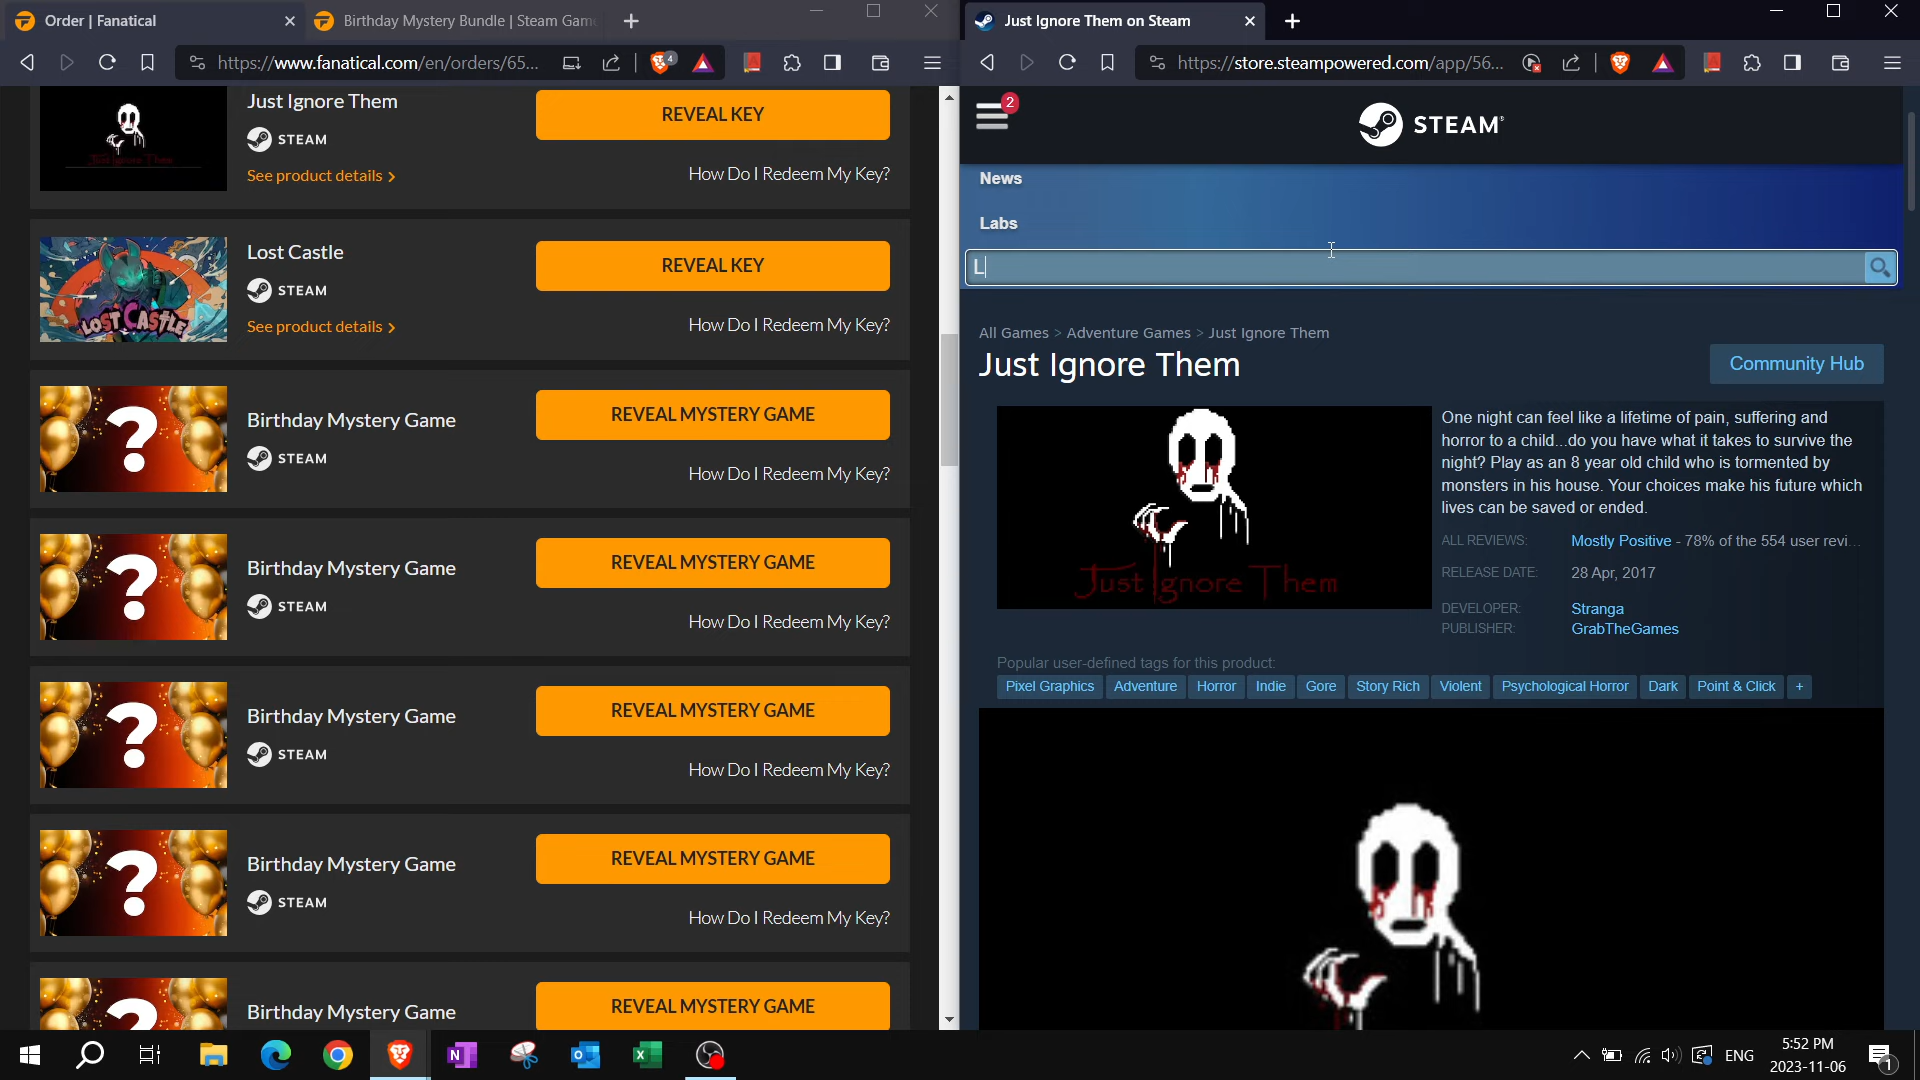 Order | Fanatical
Birthday Mystery Bundle | Steam Gam
https://www.fanatical.com/en/orders/65...
4
Just Ignore Them
STEAM
See product details >
REVEAL KEY
How Do I Redeem My Key?
Just Ignore Them
Lost Castle
STEAM
See product details >
REVEAL KEY
How Do I Redeem My Key?
LOST CASTLE
Birthday Mystery Game
STEAM
REVEAL MYSTERY GAME
How Do I Redeem My Key?
?
Birthday Mystery Game
STEAM
REVEAL MYSTERY GAME
How Do I Redeem My Key?
?
Birthday Mystery Game
STEAM
REVEAL MYSTERY GAME
How Do I Redeem My Key?
?
Birthday Mystery Game
STEAM
REVEAL MYSTERY GAME
How Do I Redeem My Key?
?
Birthday Mystery Game
REVEAL MYSTERY GAME
Just Ignore Them on Steam
https://store.steampowered.com/app/56...
2
STEAM®
News
Labs
L
All Games > Adventure Games > Just Ignore Them
Just Ignore Them
Community Hub
Just Ignore Them
One night can feel like a lifetime of pain, suffering and
horror to a child...do you have what it takes to survive the
night? Play as an 8 year old child who is tormented by
monsters in his house. Your choices make his future which
lives can be saved or ended.
ALL REVIEWS: Mostly Positive - 78% of the 554 user revi...
RELEASE DATE: 28 Apr, 2017
DEVELOPER: Stranga
PUBLISHER: GrabTheGames
Popular user-defined tags for this product:
Pixel Graphics Adventure Horror Indie Gore Story Rich Violent Psychological Horror Dark Point & Click +
ENG
5:52 PM
2023-11-06
1